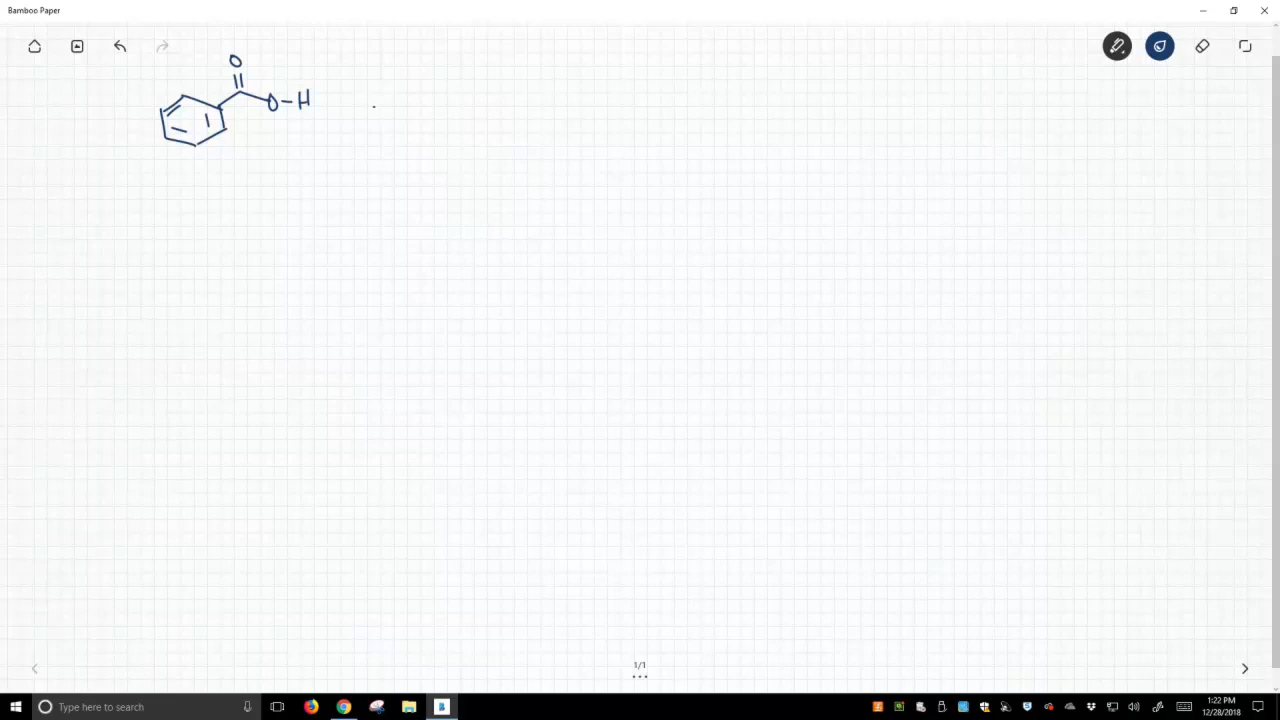 Bamboo Paper
O
O-H
1/1
Type here to search
1:22 PM
12/28/2018